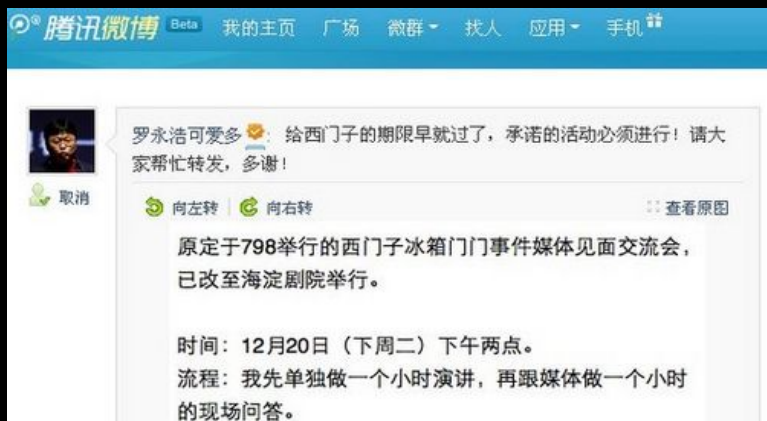 腾讯微博 Beta 我的主页 广场 微群 找人 应用 手机
罗永浩可爱多: 给西门子的期限早就过了，承诺的活动必须进行！请大
家帮忙转发，多谢！
取消
向左转 向右转 查看原图
原定于798举行的西门子冰箱门门事件媒体见面交流会，
已改至海淀剧院举行。
时间：12月20日（下周二）下午两点。
流程：我先单独做一个小时演讲，再跟媒体做一个小时
的现场问答。